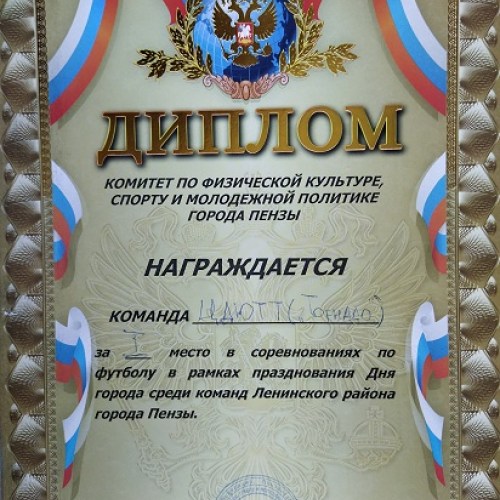 ДИПЛОМ
КОМИТЕТ ПО ФИЗИЧЕСКОЙ КУЛЬТУРЕ,
СПОРТУ И МОЛОДЕЖНОЙ ПОЛИТИКЕ
ГОРОДА ПЕНЗЫ
НАГРАЖДАЕТСЯ
КОМАНДА ЦДЮТТ
за I место в соревнованиях по
футболу в рамках празднования Дня
города среди команд Ленинского района
города Пензы.